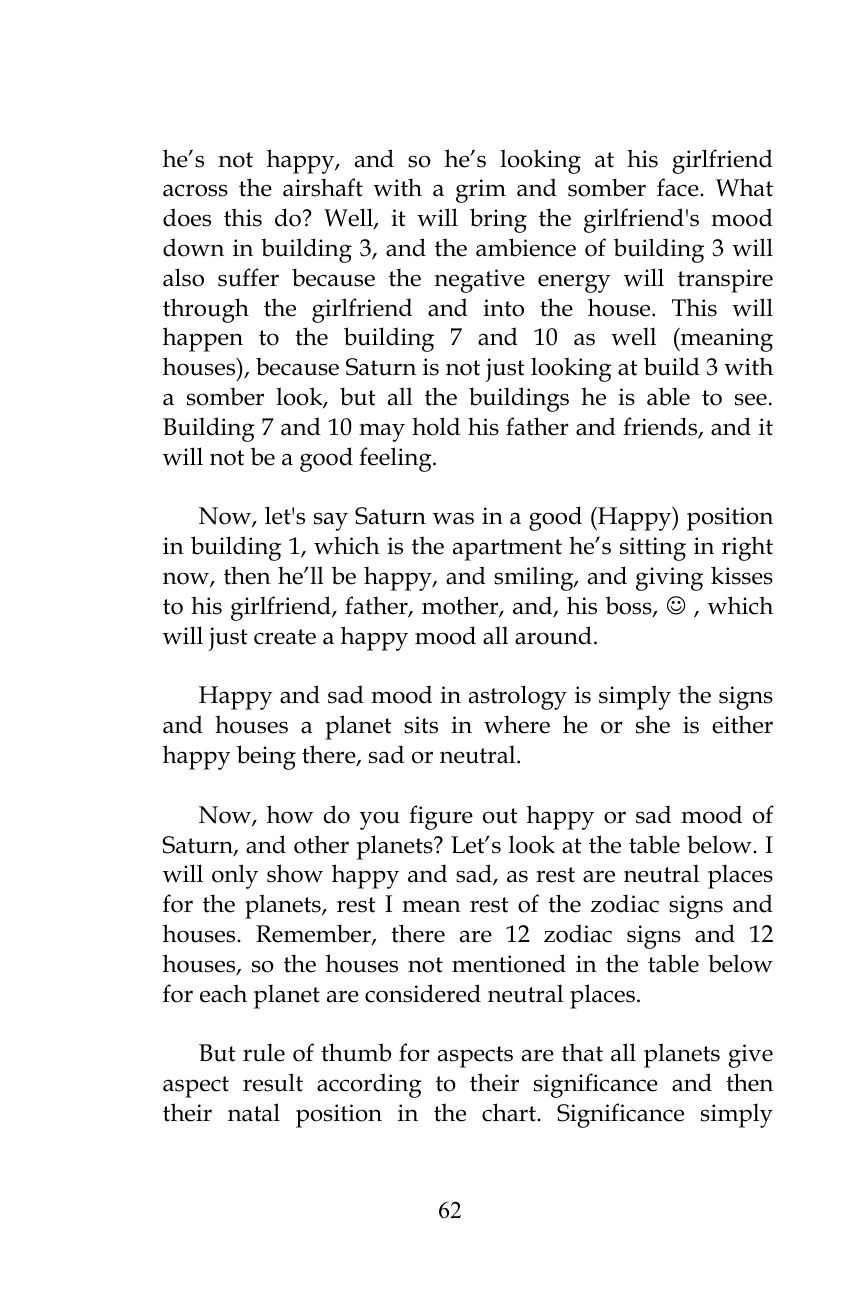 he’s not happy, and so he’s looking at his girlfriend
across the airshaft with a grim and somber face. What
does this do? Well, it will bring the girlfriend's mood
down in building 3, and the ambience of building 3 will
also suffer because the negative energy will transpire
through the girlfriend and into the house. This will
happen to the building 7 and 10 as well (meaning
houses), because Saturn is not just looking at build 3 with
a somber look, but all the buildings he is able to see.
Building 7 and 10 may hold his father and friends, and it
will not be a good feeling.
Now, let's say Saturn was in a good (Happy) position
in building 1, which is the apartment he’s sitting in right
now, then he’ll be happy, and smiling, and giving kisses
to his girlfriend, father, mother, and, his boss, ☺ , which
will just create a happy mood all around.
Happy and sad mood in astrology is simply the signs
and houses a planet sits in where he or she is either
happy being there, sad or neutral.
Now, how do you figure out happy or sad mood of
Saturn, and other planets? Let’s look at the table below. I
will only show happy and sad, as rest are neutral places
for the planets, rest I mean rest of the zodiac signs and
houses. Remember, there are 12 zodiac signs and 12
houses, so the houses not mentioned in the table below
for each planet are considered neutral places.
But rule of thumb for aspects are that all planets give
aspect result according to their significance and then
their natal position in the chart. Significance simply
62